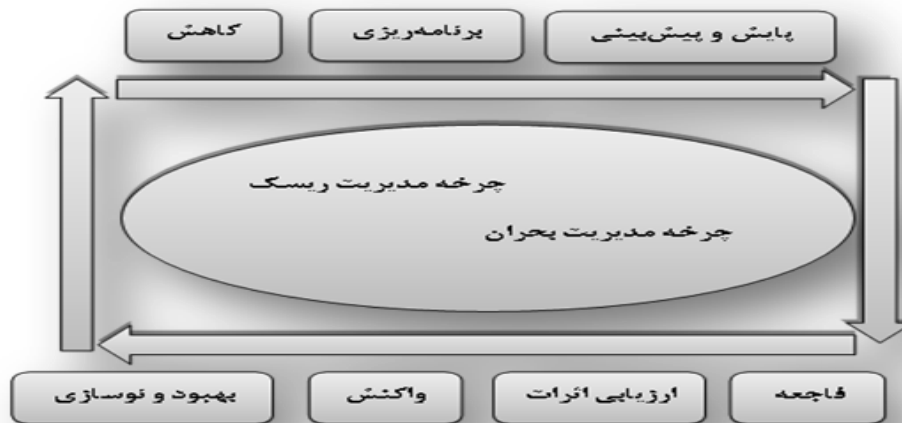 پایش و پیش‌بینی
برنامه‌ریزی
کاهش
چرخه مدیریت ریسک
چرخه مدیریت بحران
فاجعه
ارزیابی اثرات
واکنش
بهبود و نوسازی